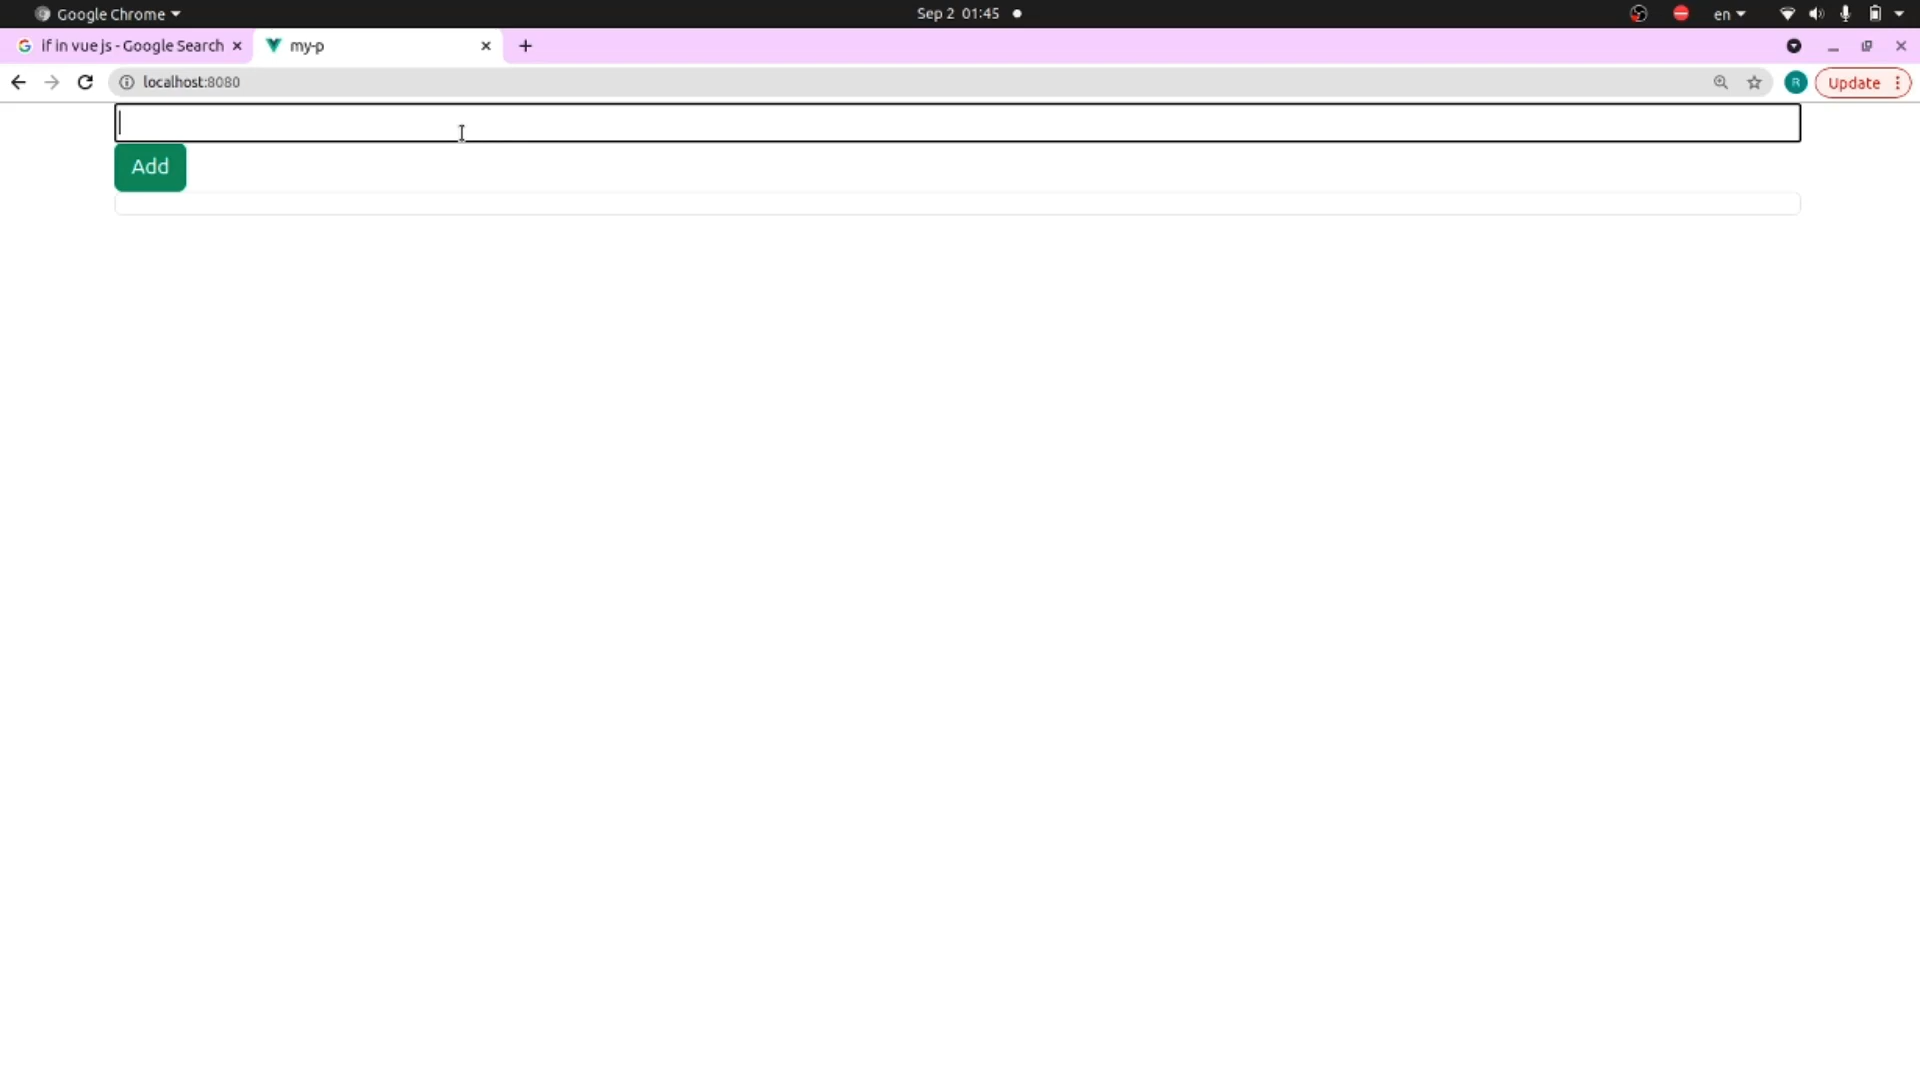 Google Chrome Sep 2 01:45 en
if in vue js - Google Search my-p
localhost:8080 R Update
Add